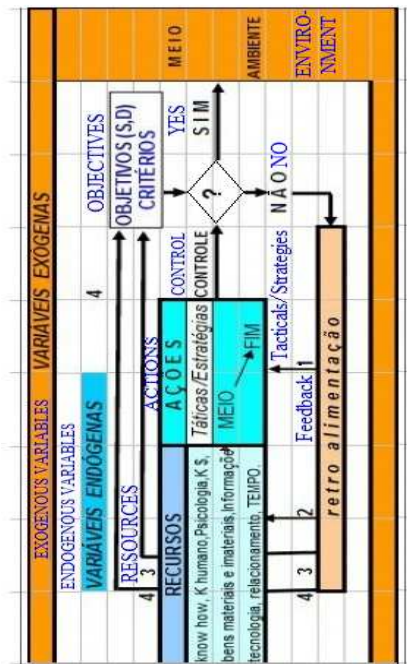 EXOGENOUS VARIABLES VARIÁVEIS EXÓGENAS
ENDOGENOUS VARIABLES
VARIÁVEIS ENDÓGENAS
4
OBJECTIVES
RESOURCES
OBJETIVOS (S,D)
CRITÉRIOS
4 3
ACTIONS
RECURSOS
AÇÕES
CONTROL
YES
MEIO
know how, K humano,Psicologia,K $,
Táticas/Estratégias
CONTROLE
?
SIM
bens materiais e imateriais,Informaçõe
MEIO
FIM
tecnologia, relacionamento, TEMPO.
AMBIENTE
4 3 2
Feedback 1
Tacticals/Strategies
NÃO NO
ENVIRO-
NMENT
retro alimentação